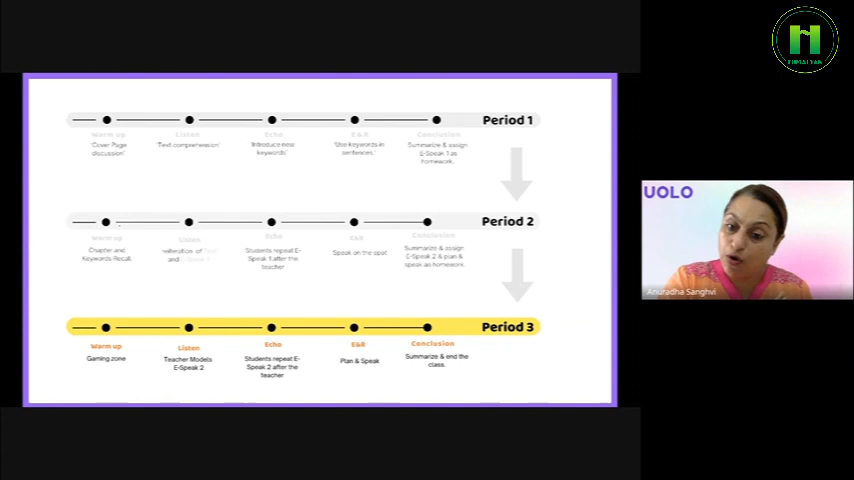 Period 1
Warm up
'Cover Page
discussion'
Listen
'Text comprehension'
Echo
'Introduce new
keywords'
E&R
'Use keywords in
sentences.'
Conclusion
Summarize & assign
E-Speak 1 as
homework.
Period 2
Warm up
Chapter and
Keywords Recall.
Listen
reiteration of
and
Echo
Students repeat E-
Speak 1 after the
teacher
E&R
Speak on the spot
Conclusion
Summarize & assign
E-Speak 2 & plan &
speak as homework.
Period 3
Warm up
Gaming zone
Listen
Teacher Models
E-Speak 2
Echo
Students repeat E-
Speak 2 after the
teacher
E&R
Plan & Speak
Conclusion
Summarize & end the
class.
UOLO
Anuradha Sanghvi